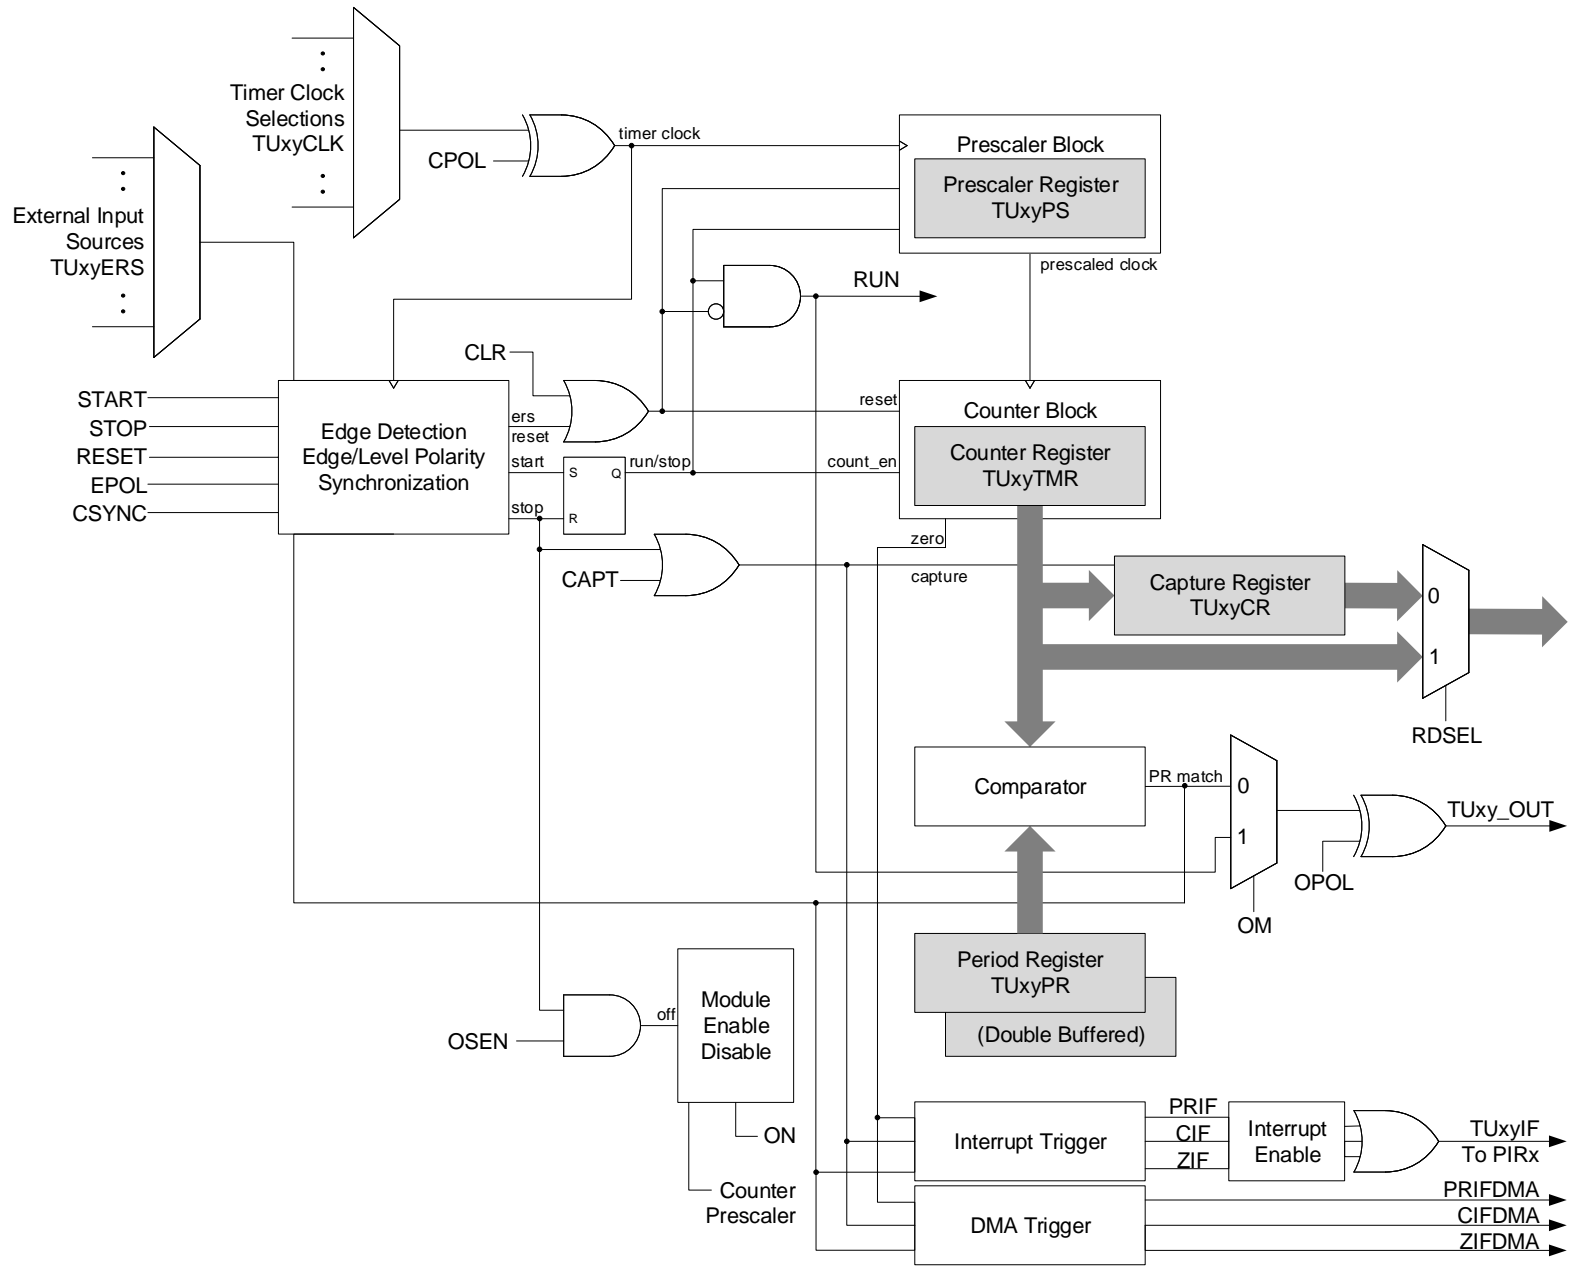 Timer Clock
Selections
TUxyCLK
CPOL
timer clock
Prescaler Block
Prescaler Register
TUxyPS
External Input
Sources
TUxyERS
prescaled clock
RUN
CLR
START
STOP
RESET
EPOL
CSYNC
Edge Detection
Edge/Level Polarity
Synchronization
ers
reset
start
stop
S
Q
R
run/stop
reset
count_en
Counter Block
Counter Register
TUxyTMR
zero
CAPT
capture
Capture Register
TUxyCR
0
1
RDSEL
Comparator
PR match
0
1
OM
OPOL
TUxy_OUT
Period Register
TUxyPR
(Double Buffered)
OSEN
off
Module
Enable
Disable
ON
Counter
Prescaler
Interrupt Trigger
PRIF
CIF
ZIF
Interrupt
Enable
TUxyIF
To PIRx
DMA Trigger
PRIFDMA
CIFDMA
ZIFDMA